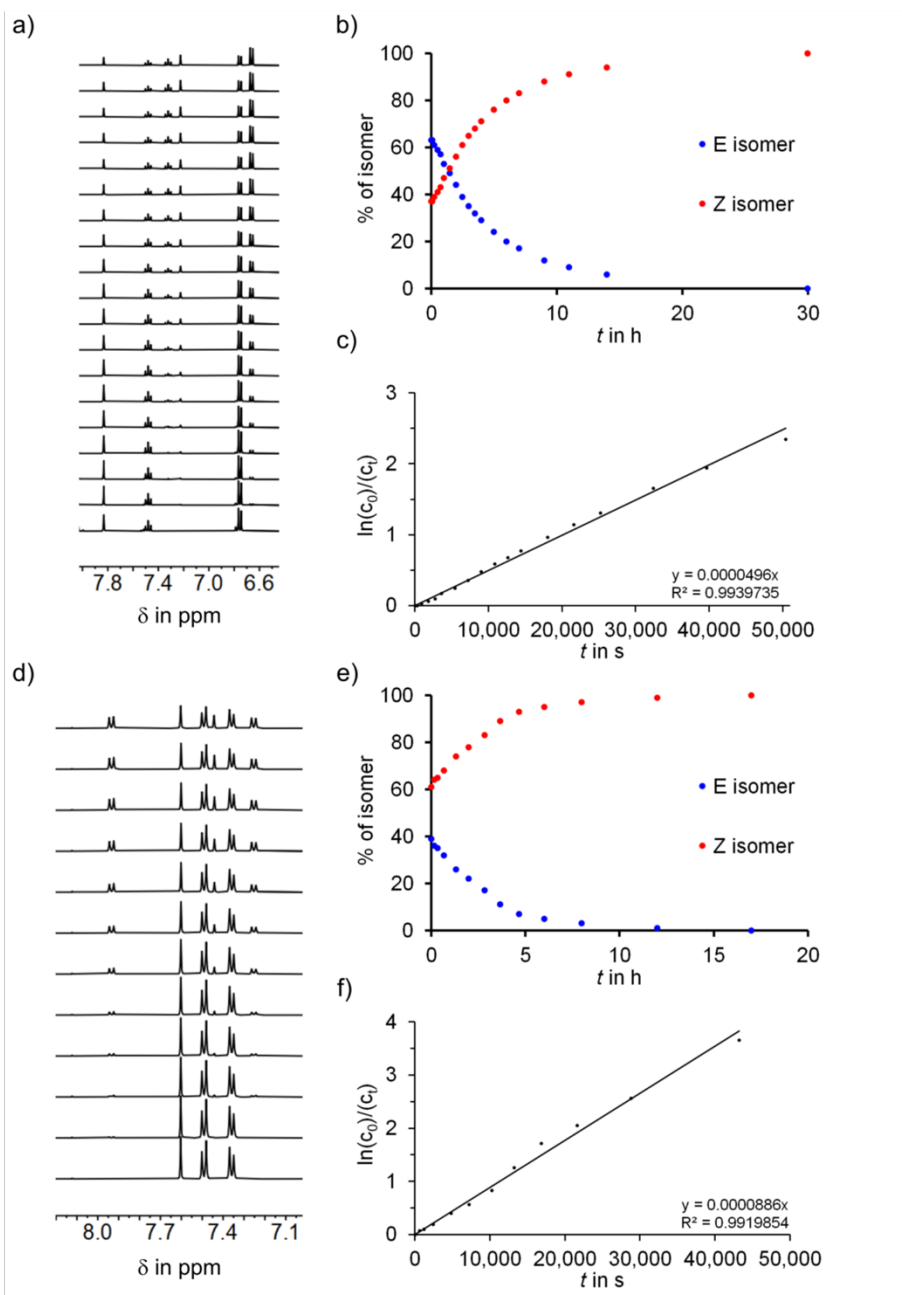 a)
7.8 7.4 7.0 6.6
δ in ppm
b)
100
80
60
40
20
0
% of isomer
E isomer
Z isomer
0 10 20 30
t in h
c)
3
2
1
0
ln(c0)/(ct)
y = 0.0000496x
R² = 0.9939735
0 10,000 20,000 30,000 40,000 50,000
t in s
d)
8.0 7.7 7.4 7.1
δ in ppm
e)
100
80
60
40
20
0
% of isomer
E isomer
Z isomer
0 5 10 15 20
t in h
f)
4
3
2
1
0
ln(c0)/(ct)
y = 0.0000886x
R² = 0.9919854
0 10,000 20,000 30,000 40,000 50,000
t in s